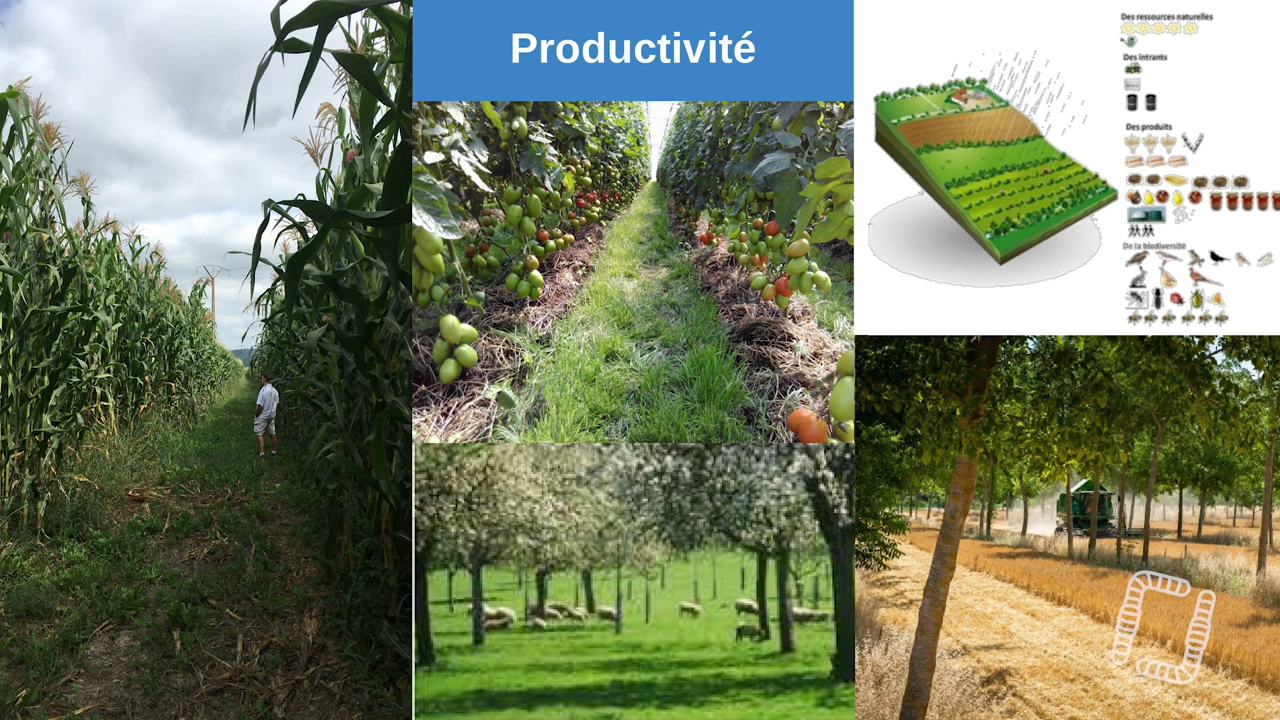 Productivité
Des ressources naturelles
Des intrants
Des produits
De la biodiversité